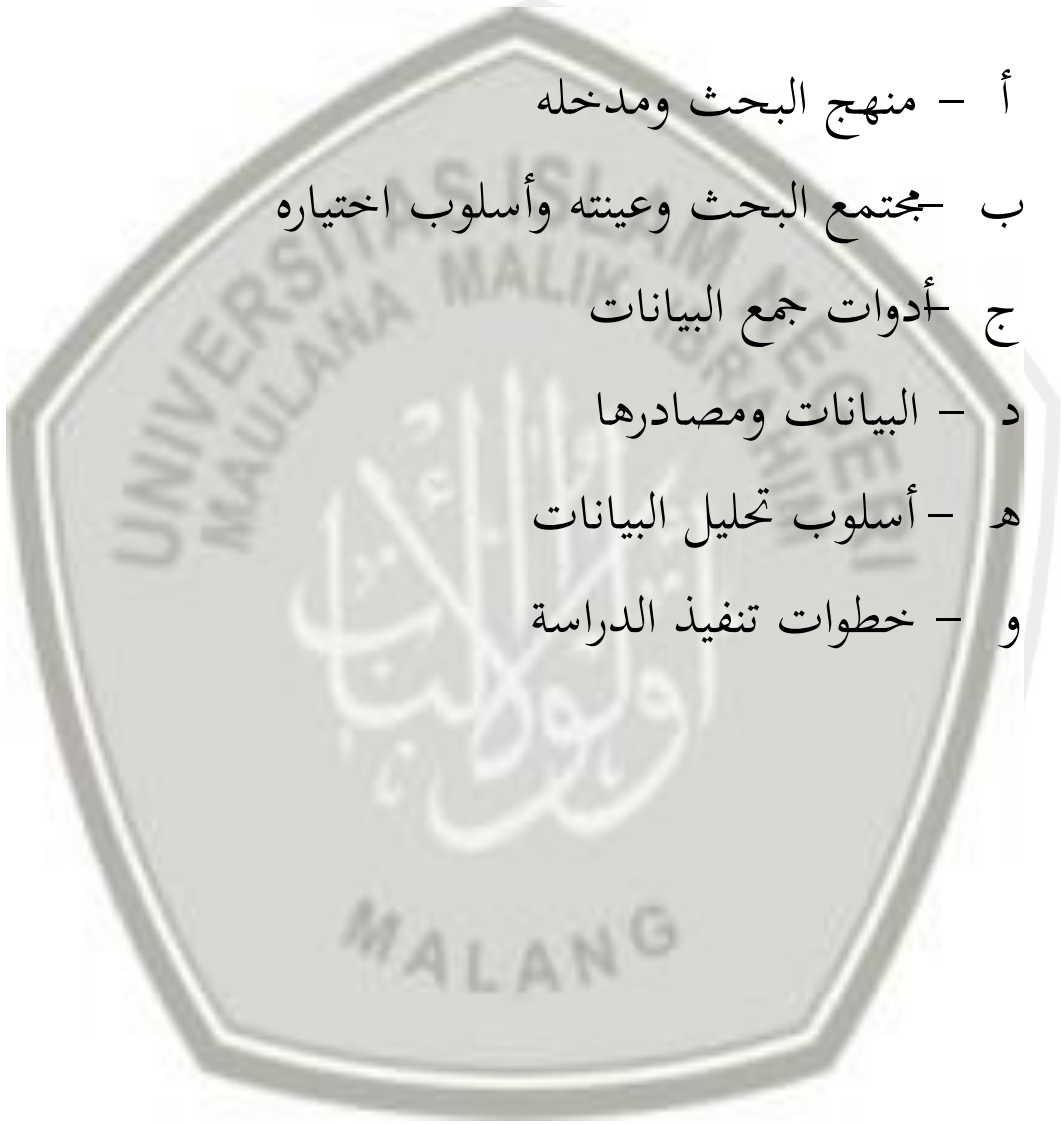 أ – منهج البحث ومدخله
ب –مجتمع البحث وعينته وأسلوب اختياره
ج –أدوات جمع البيانات
د – البيانات ومصادرها
هـ – أسلوب تحليل البيانات
و – خطوات تنفيذ الدراسة
UNIVERSITAS ISLAM NEGERI
MAULANA MALIK IBRAHIM
MALANG